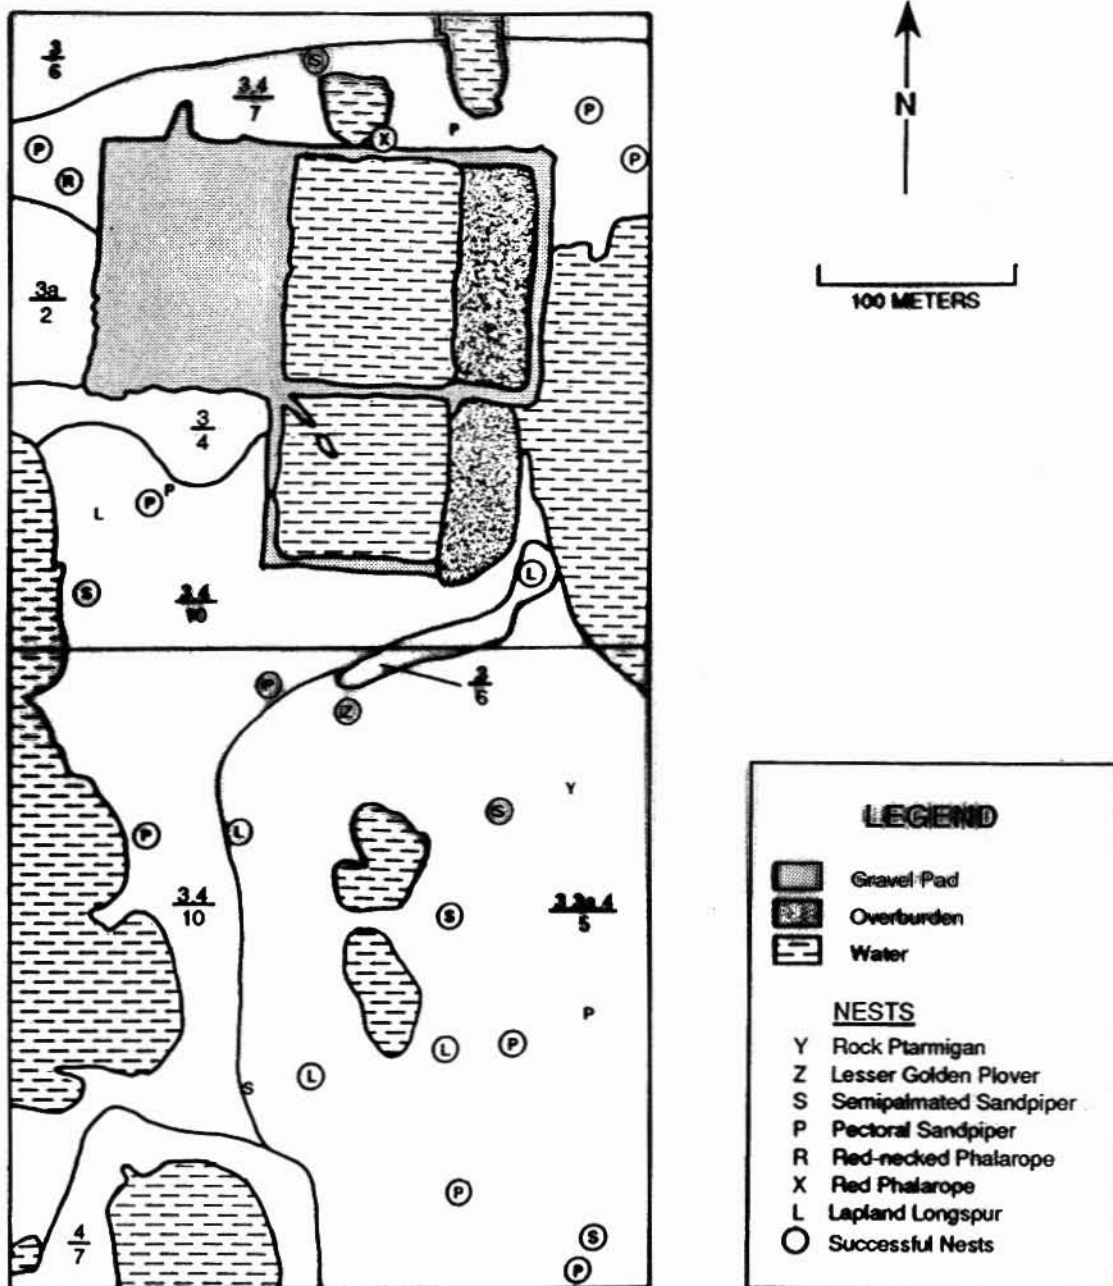 3
6
S
3.4
7
P
P
X
P
R
P
N
3a
2
100 METERS
3
4
P
P
L
L
S
3.4
10
3
6
P
Z
Y
S
P
L
3.4
10
S
3.3a.4
5
P
L
P
L
S
P
S
P
4
7
LEGEND
Gravel Pad
Overburden
Water
NESTS
Y Rock Ptarmigan
Z Lesser Golden Plover
S Semipalmated Sandpiper
P Pectoral Sandpiper
R Red-necked Phalarope
X Red Phalarope
L Lapland Longspur
Successful Nests